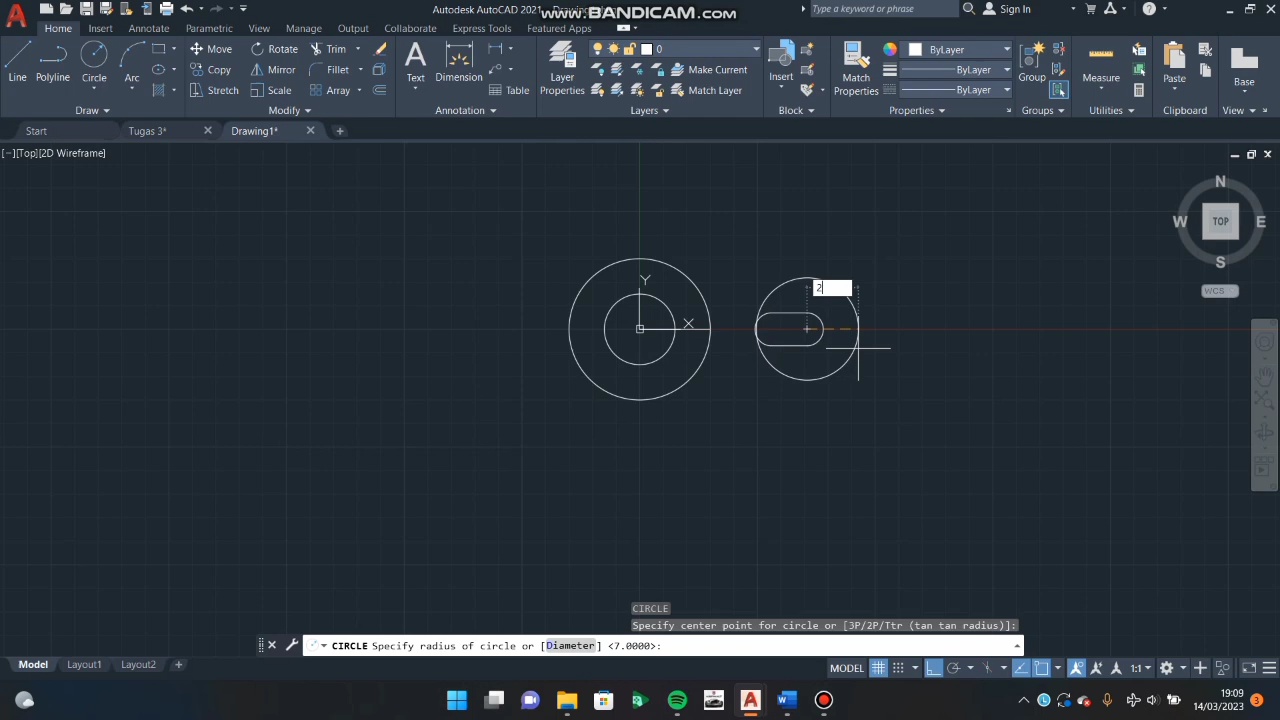 Autodesk AutoCAD 2021
www.BANDICAM.com
Type a keyword or phrase
Sign In
Home Insert Annotate Parametric View Manage Output Collaborate Express Tools Featured Apps
Line Polyline Circle Arc
Move Rotate Trim
Copy Mirror Fillet
Stretch Scale Array
Text Dimension Table
Layer Properties
0
Make Current
Match Layer
Insert
Match Properties
ByLayer
ByLayer
ByLayer
Group
Measure
Paste
Base
Draw Modify Annotation Layers Block Properties Groups Utilities Clipboard View
Start Tugas 3* Drawing1*
[−][Top][2D Wireframe]
N
W TOP E
S
WCS
Y
X
2
CIRCLE
Specify center point for circle or [3P/2P/Ttr (tan tan radius)]:
CIRCLE Specify radius of circle or [Diameter] <7.0000>:
Model Layout1 Layout2
MODEL
1:1
19:09
14/03/2023
3